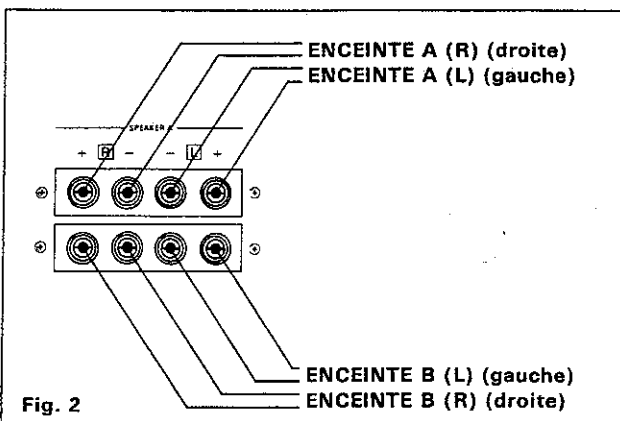 ENCEINTE A (R) (droite)
ENCEINTE A (L) (gauche)
SPEAKER A
+ R - - L +
ENCEINTE B (L) (gauche)
ENCEINTE B (R) (droite)
Fig. 2